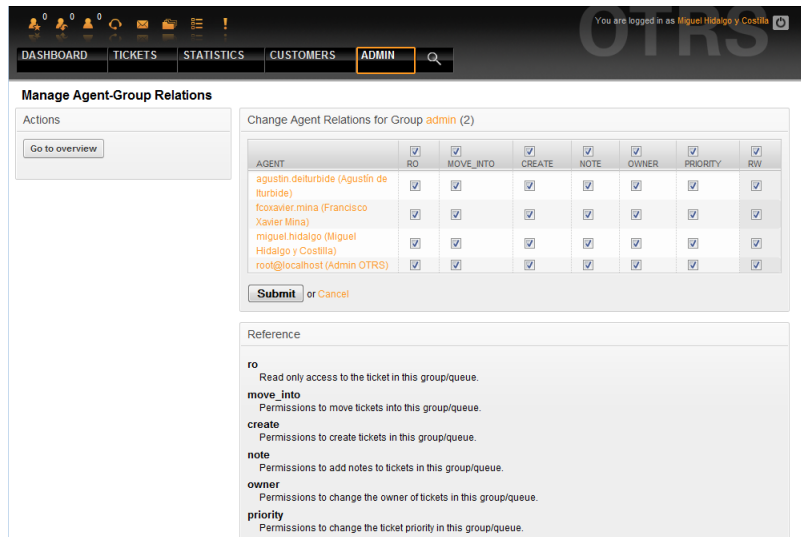 0 0 0
You are logged in as Miguel Hidalgo y Costilla
OTRS
DASHBOARD TICKETS STATISTICS CUSTOMERS ADMIN
Manage Agent-Group Relations
Actions
Go to overview
Change Agent Relations for Group admin (2)
AGENT RO MOVE_INTO CREATE NOTE OWNER PRIORITY RW
agustin.deiturbide (Agustín de
Iturbide)
fcoxavier.mina (Francisco
Xavier Mina)
miguel.hidalgo (Miguel
Hidalgo y Costilla)
root@localhost (Admin OTRS)
Submit or Cancel
Reference
ro
Read only access to the ticket in this group/queue.
move_into
Permissions to move tickets into this group/queue.
create
Permissions to create tickets in this group/queue.
note
Permissions to add notes to tickets in this group/queue.
owner
Permissions to change the owner of tickets in this group/queue.
priority
Permissions to change the ticket priority in this group/queue.